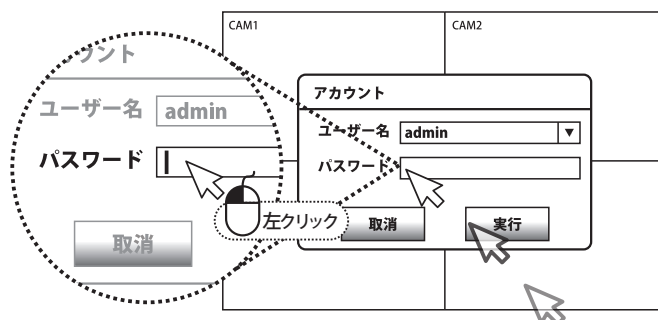 CAM1
CAM2
ウント
ユーザー名 admin
パスワード
取消
アカウント
ユーザー名 admin
パスワード
取消
実行
左クリック